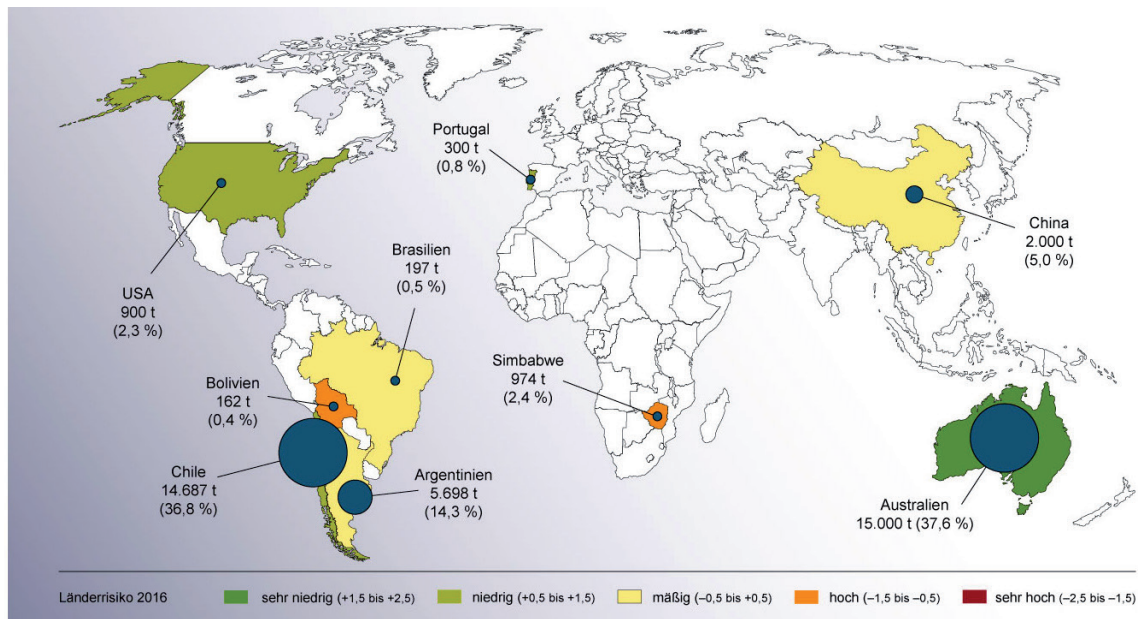 Portugal
300 t
(0,8 %)
China
2.000 t
(5,0 %)
Brasilien
197 t
(0,5 %)
USA
900 t
(2,3 %)
Simbabwe
974 t
(2,4 %)
Bolivien
162 t
(0,4 %)
Chile
14.687 t
(36,8 %)
Argentinien
5.698 t
(14,3 %)
Australien
15.000 t (37,6 %)
Länderrisiko 2016 sehr niedrig (+1,5 bis +2,5) niedrig (+0,5 bis +1,5) mäßig (–0,5 bis +0,5) hoch (–1,5 bis –0,5) sehr hoch (–2,5 bis –1,5)